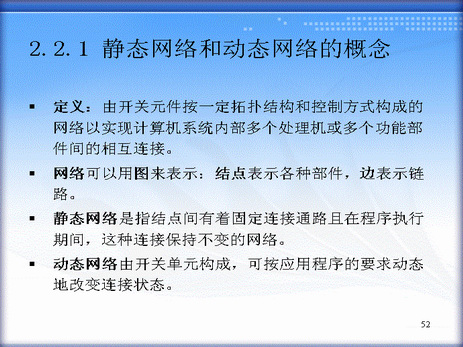 2.2.1 静态网络和动态网络的概念
▪ 定义：由开关元件按一定拓扑结构和控制方式构成的
网络以实现计算机系统内部多个处理机或多个功能部
件间的相互连接。
▪ 网络可以用图来表示：结点表示各种部件，边表示链
路。
▪ 静态网络是指结点间有着固定连接通路且在程序执行
期间，这种连接保持不变的网络。
▪ 动态网络由开关单元构成，可按应用程序的要求动态
地改变连接状态。
52